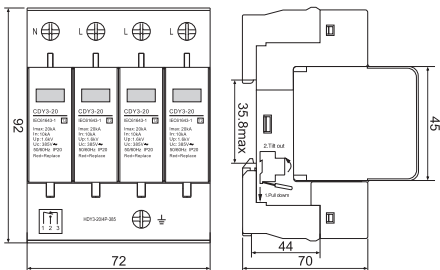 N L L L
CDY3-20 CDY3-20 CDY3-20 CDY3-20
IEC61643-1 IEC61643-1 IEC61643-1 IEC61643-1
Imax: 20kA Imax: 20kA Imax: 20kA Imax: 20kA
In: 10kA In: 10kA In: 10kA In: 10kA
Up: 1.6kV Up: 1.6kV Up: 1.6kV Up: 1.6kV
Uc: 385V Uc: 385V Uc: 385V Uc: 385V
50/60Hz IP20 50/60Hz IP20 50/60Hz IP20 50/60Hz IP20
Red=Replace Red=Replace Red=Replace Red=Replace
1 2 3
92
72
35.8max
2.Tilt out
1.Pull down
45
44
70